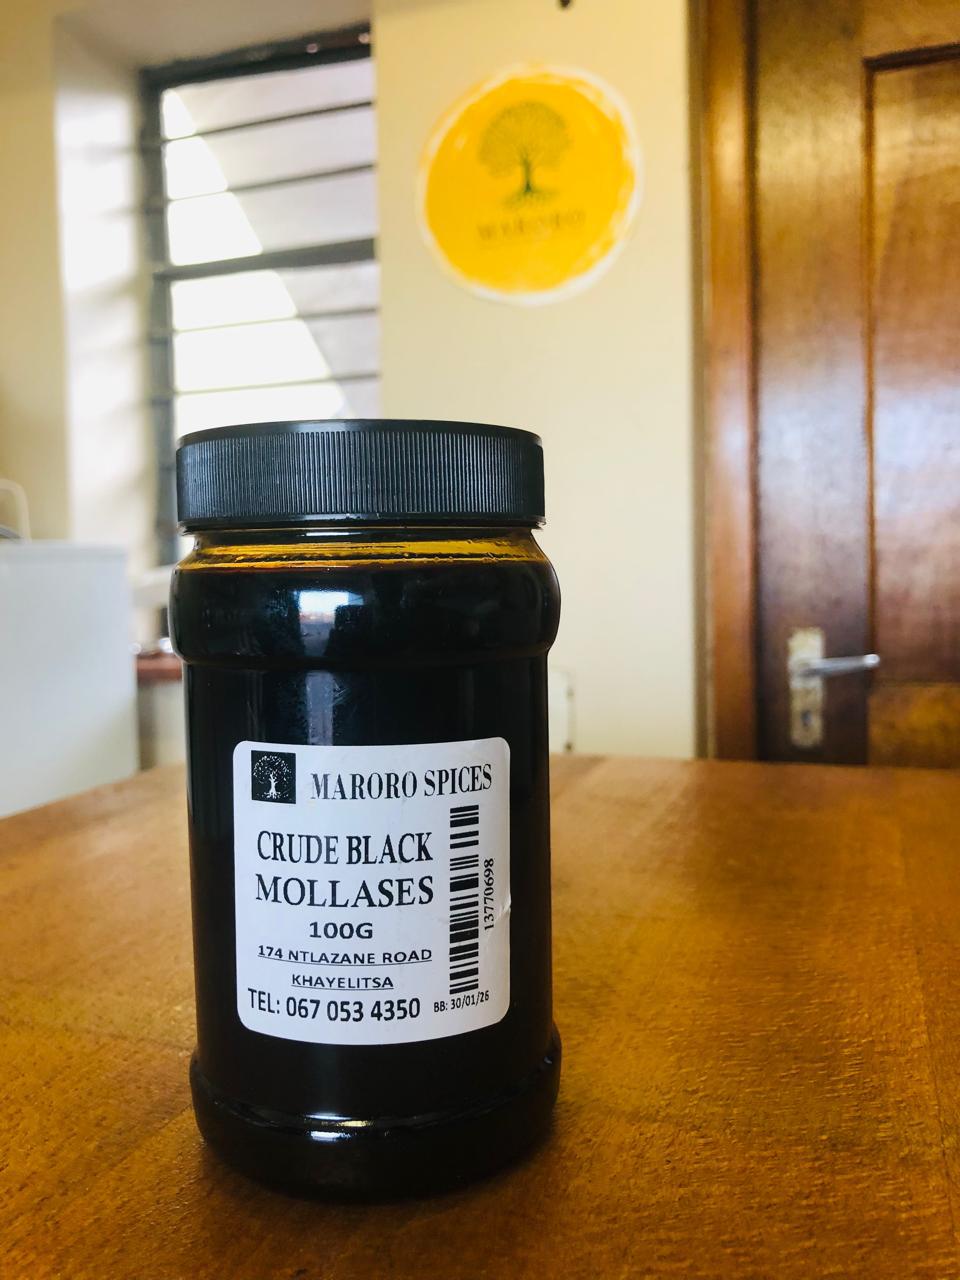 MARORO
MARORO SPICES
CRUDE BLACK
MOLLASES
100G
174 NTLAZANE ROAD
KHAYELITSA
TEL: 067 053 4350
BB: 30/01/26
13770698